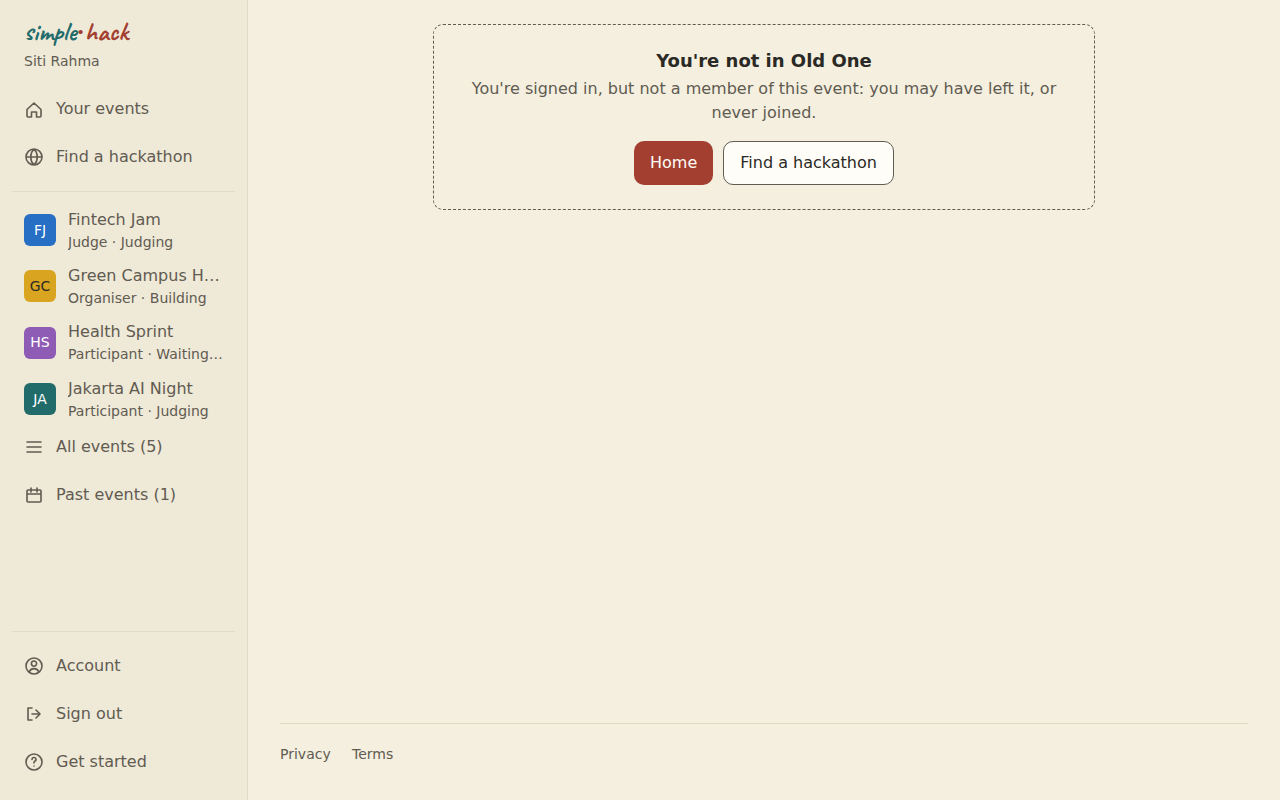 simple·hack
Siti Rahma
Your events
Find a hackathon
FJ
Fintech Jam
Judge · Judging
GC
Green Campus H…
Organiser · Building
HS
Health Sprint
Participant · Waiting…
JA
Jakarta AI Night
Participant · Judging
All events (5)
Past events (1)
Account
Sign out
Get started
You're not in Old One
You're signed in, but not a member of this event: you may have left it, or
never joined.
Home
Find a hackathon
Privacy
Terms